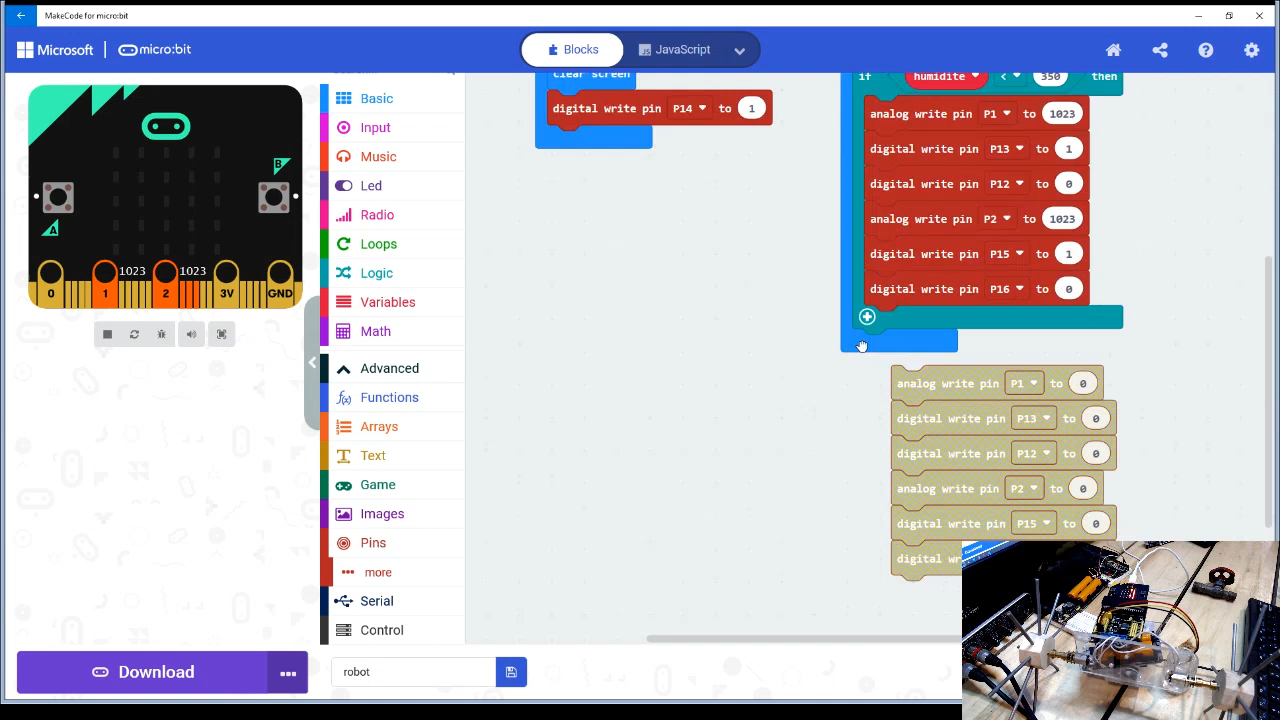 MakeCode for micro:bit
Microsoft
micro:bit
Blocks
JavaScript
B
A
1023
1023
0
1
2
3V
GND
Basic
Input
Music
Led
Radio
Loops
Logic
Variables
Math
Advanced
Functions
Arrays
Text
Game
Images
Pins
more
Serial
Control
clear screen
digital write pin P14 to 1
if humidite < 350 then
analog write pin P1 to 1023
digital write pin P13 to 1
digital write pin P12 to 0
analog write pin P2 to 1023
digital write pin P15 to 1
digital write pin P16 to 0
analog write pin P1 to 0
digital write pin P13 to 0
digital write pin P12 to 0
analog write pin P2 to 0
digital write pin P15 to 0
digital
Download
robot